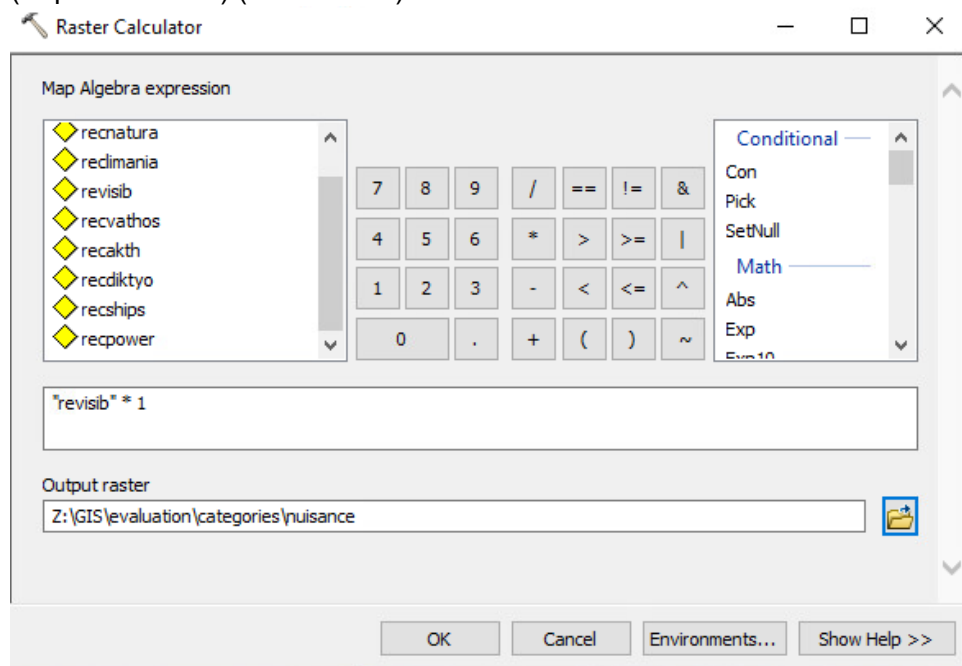 Raster Calculator
Map Algebra expression
recnatura
reclimania
revisib
recvathos
recakth
recdiktyo
recships
recpower
7 8 9 / == != &
4 5 6 * > >= |
1 2 3 - < <= ^
0 . + ( ) ~
Conditional
Con
Pick
SetNull
Math
Abs
Exp
Exp10
"revisib" * 1
Output raster
Z:\GIS\evaluation\categories\nuisance
OK Cancel Environments... Show Help >>